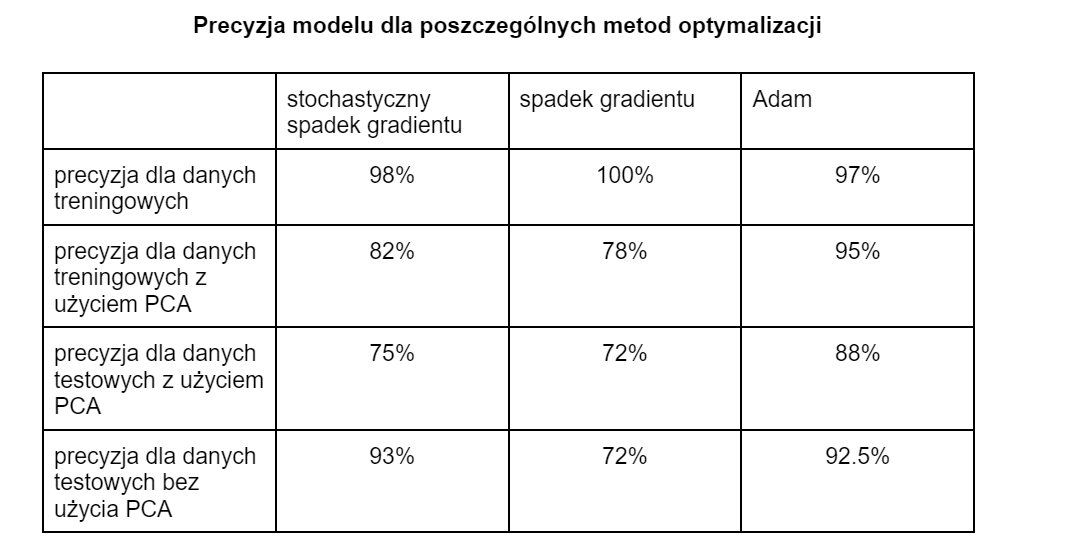 Precyzja modelu dla poszczególnych metod optymalizacji
stochastyczny
spadek gradientu
spadek gradientu
Adam
precyzja dla danych
treningowych
98%
100%
97%
precyzja dla danych
treningowych z
użyciem PCA
82%
78%
95%
precyzja dla danych
testowych z użyciem
PCA
75%
72%
88%
precyzja dla danych
testowych bez
użycia PCA
93%
72%
92.5%